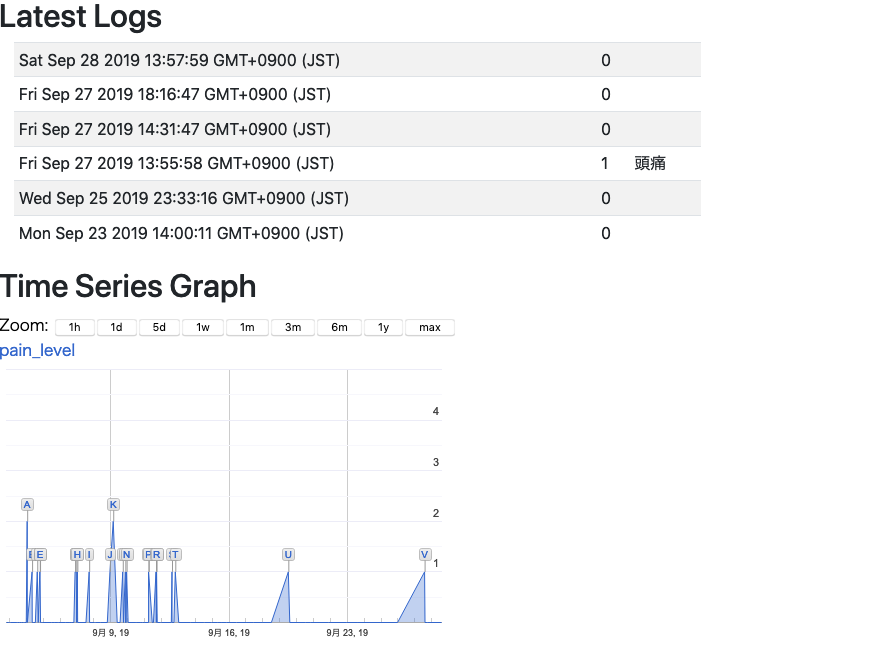 Latest Logs
Sat Sep 28 2019 13:57:59 GMT+0900 (JST) 0
Fri Sep 27 2019 18:16:47 GMT+0900 (JST) 0
Fri Sep 27 2019 14:31:47 GMT+0900 (JST) 0
Fri Sep 27 2019 13:55:58 GMT+0900 (JST) 1 頭痛
Wed Sep 25 2019 23:33:16 GMT+0900 (JST) 0
Mon Sep 23 2019 14:00:11 GMT+0900 (JST) 0
Time Series Graph
Zoom: 1h 1d 5d 1w 1m 3m 6m 1y max
pain_level
4
3
A K
2
E H I J N R T U V
1
9月 9, 19 9月 16, 19 9月 23, 19